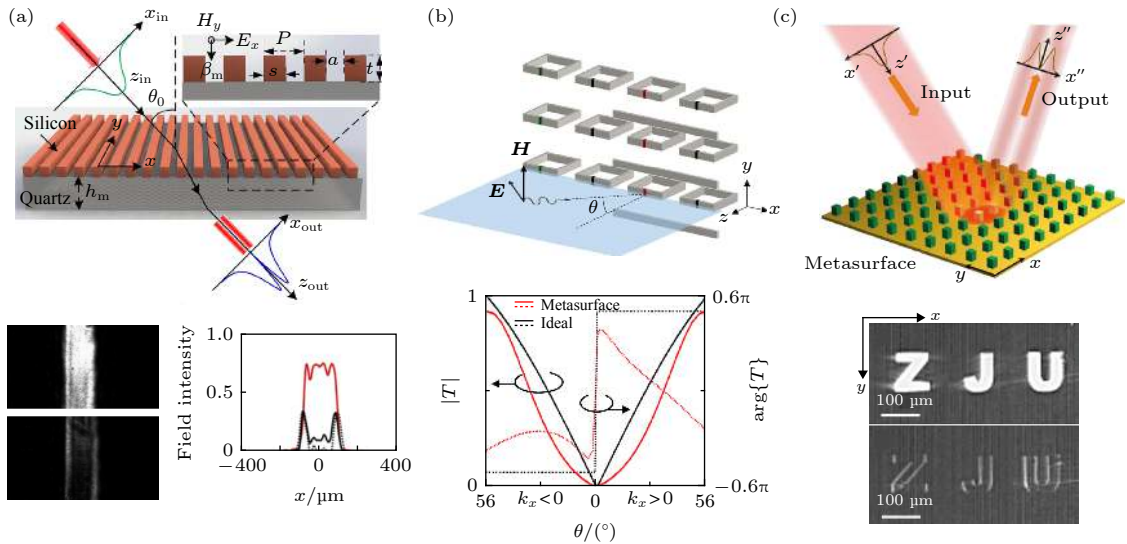 (a)
x_in
H_y
E_x
P
β_m
s
a
t
z_in
θ_0
Silicon
y
x
Quartz
h_m
x_out
z_out
Field intensity
1.0
0.5
0
−400
0
400
x/μm
(b)
H
E
θ
y
z
x
|T|
1
0
Metasurface
Ideal
0.6π
−0.6π
arg{T}
56
k_x<0
0
k_x>0
56
θ/(°)
(c)
x′
z′
Input
z″
x″
Output
Metasurface
y
x
x
y
Z J U
100 μm
Z J U
100 μm